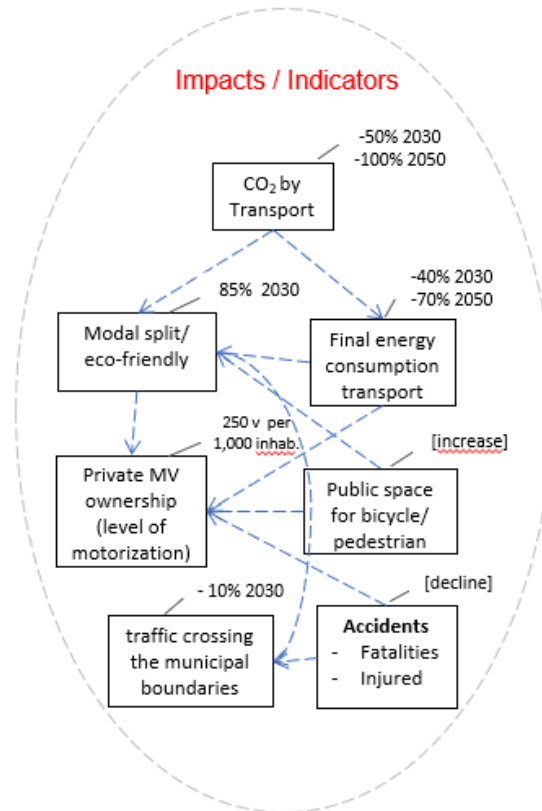 Impacts / Indicators
-50% 2030
-100% 2050
CO₂ by
Transport
85% 2030
-40% 2030
-70% 2050
Modal split/
eco-friendly
Final energy
consumption
transport
250 v per
1,000 inhab.
[increase]
Private MV
ownership
(level of
motorization)
Public space
for bicycle/
pedestrian
- 10% 2030
[decline]
traffic crossing
the municipal
boundaries
Accidents
- Fatalities
- Injured